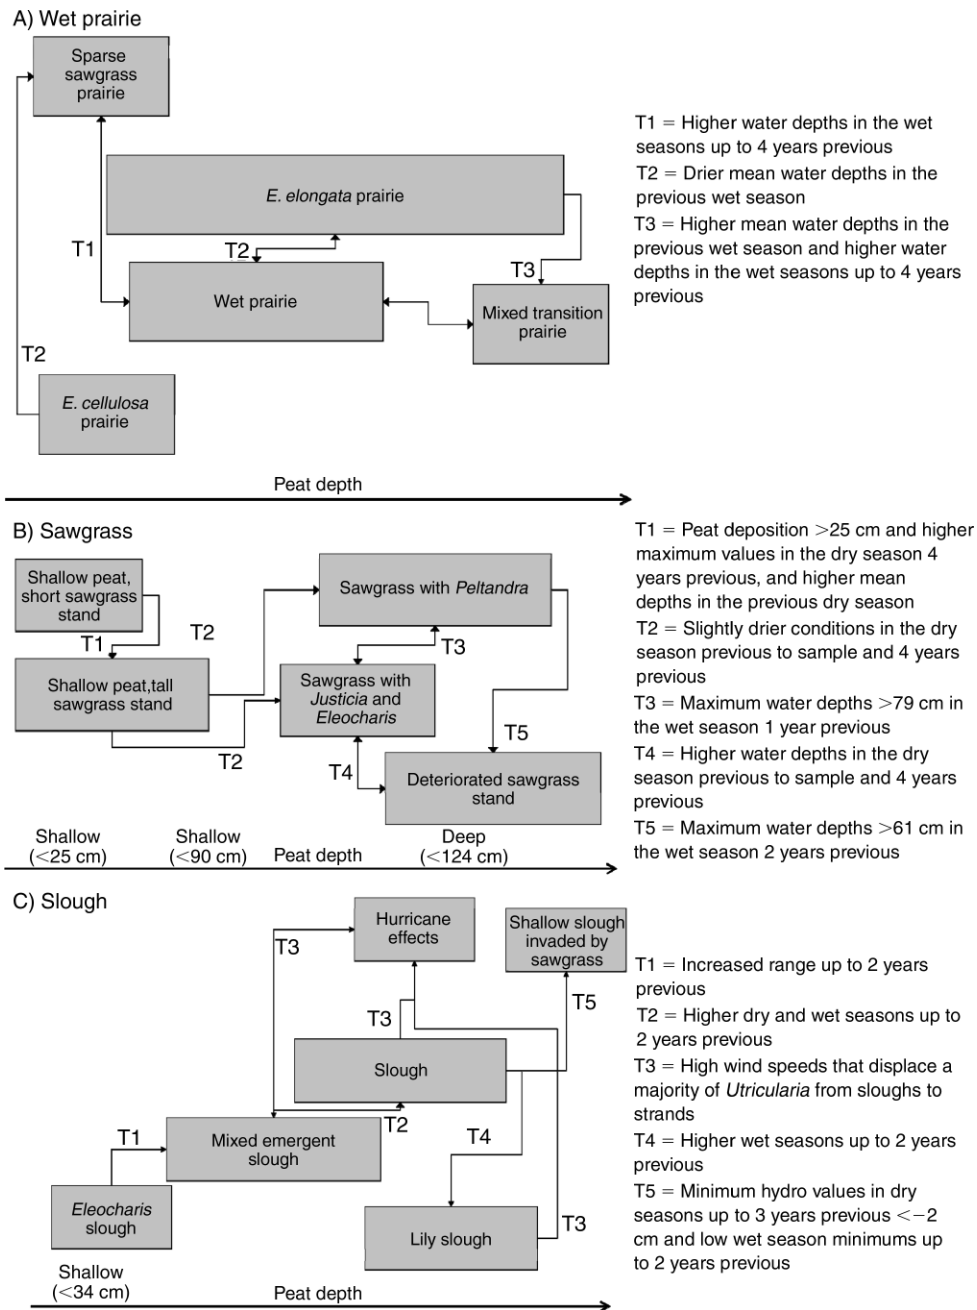 A) Wet prairie
Sparse
sawgrass
prairie
E. elongata prairie
T1
T2
T3
Wet prairie
Mixed transition
prairie
T2
E. cellulosa
prairie
Peat depth
T1 = Higher water depths in the wet
seasons up to 4 years previous
T2 = Drier mean water depths in the
previous wet season
T3 = Higher mean water depths in the
previous wet season and higher water
depths in the wet seasons up to 4 years
previous
B) Sawgrass
Shallow peat,
short sawgrass
stand
T1
T2
Sawgrass with Peltandra
Shallow peat,tall
sawgrass stand
T3
Sawgrass with
Justicia and
Eleocharis
T2
T4
T5
Deteriorated sawgrass
stand
Shallow
(<25 cm)
Shallow
(<90 cm)
Peat depth
Deep
(<124 cm)
T1 = Peat deposition >25 cm and higher
maximum values in the dry season 4
years previous, and higher mean
depths in the previous dry season
T2 = Slightly drier conditions in the dry
season previous to sample and 4 years
previous
T3 = Maximum water depths >79 cm in
the wet season 1 year previous
T4 = Higher water depths in the dry
season previous to sample and 4 years
previous
T5 = Maximum water depths >61 cm in
the wet season 2 years previous
C) Slough
Hurricane
effects
Shallow slough
invaded by
sawgrass
T3
T3
T5
Slough
T2
T1
Mixed emergent
slough
T4
Eleocharis
slough
Lily slough
T3
Shallow
(<34 cm)
Peat depth
T1 = Increased range up to 2 years
previous
T2 = Higher dry and wet seasons up to
2 years previous
T3 = High wind speeds that displace a
majority of Utricularia from sloughs to
strands
T4 = Higher wet seasons up to 2 years
previous
T5 = Minimum hydro values in dry
seasons up to 3 years previous <−2
cm and low wet season minimums up
to 2 years previous